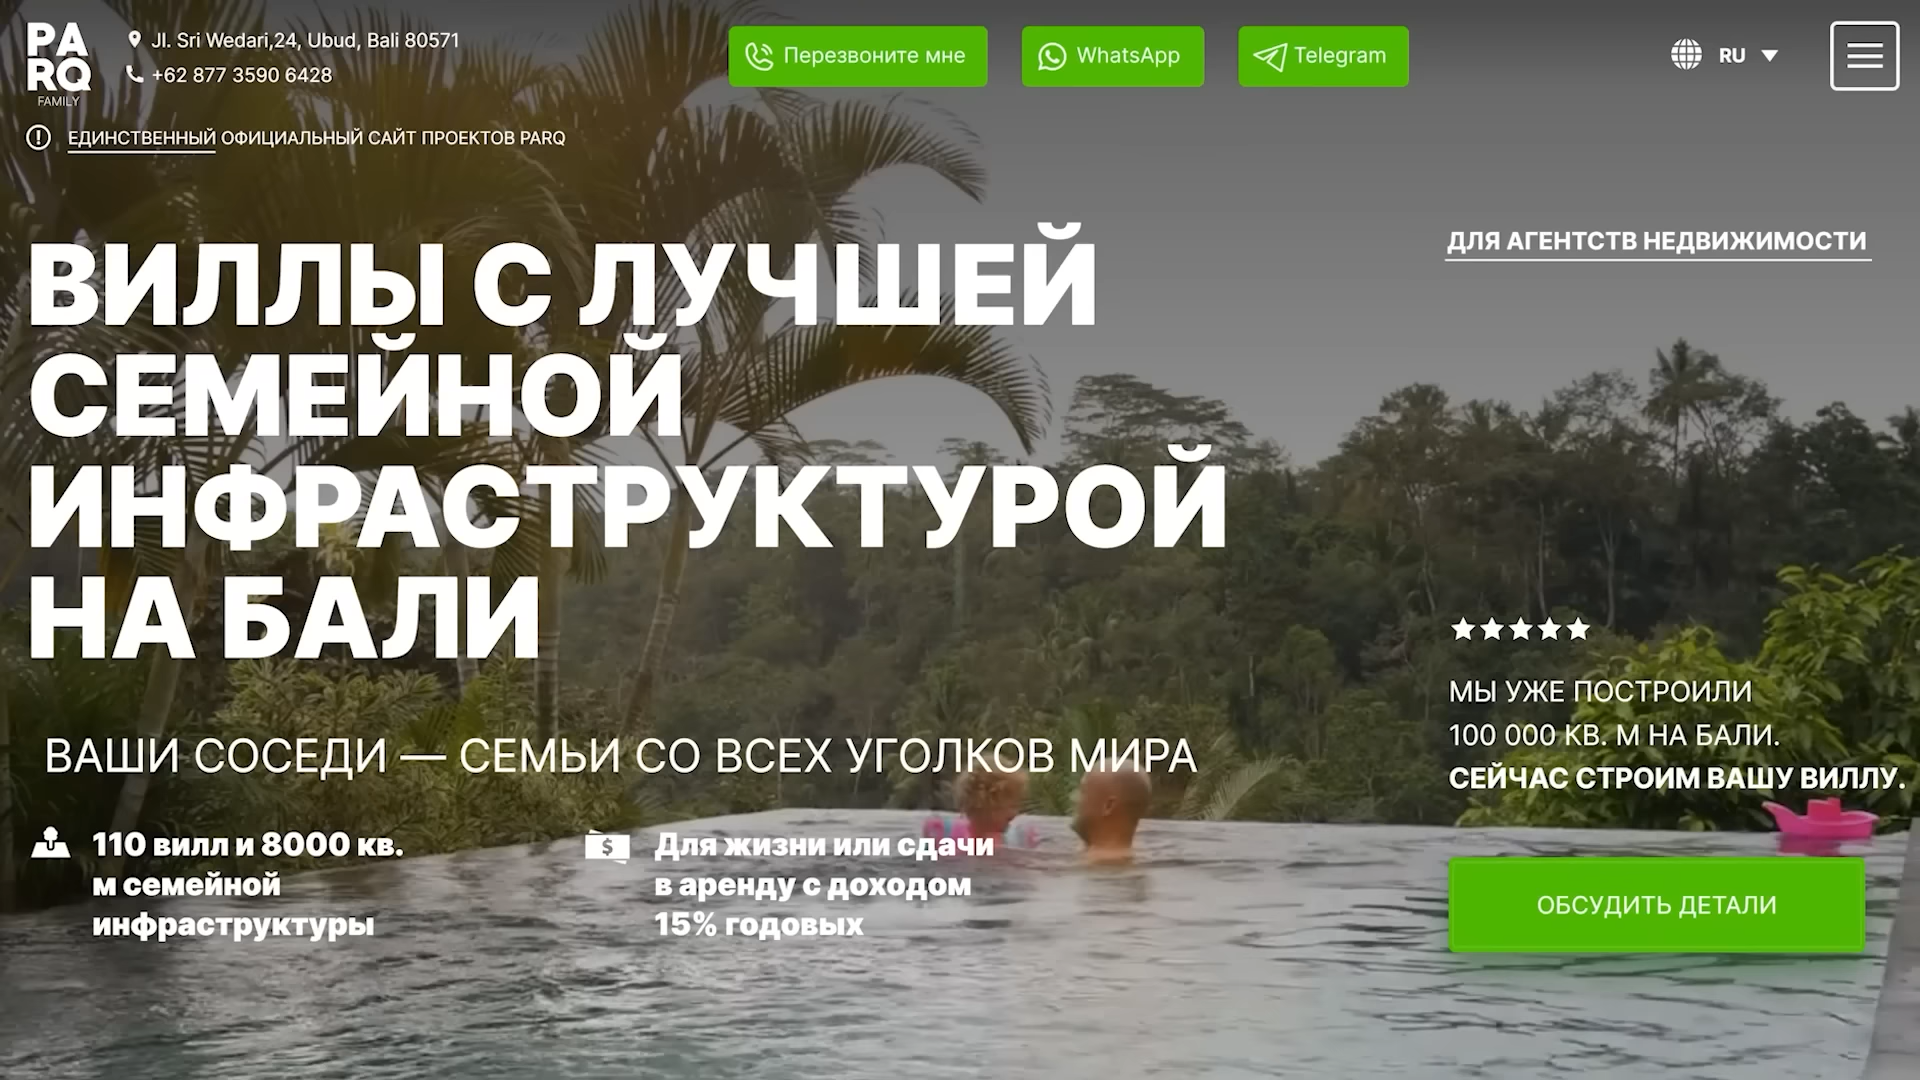 PA
RQ
FAMILY
Jl. Sri Wedari,24, Ubud, Bali 80571
+62 877 3590 6428
Перезвоните мне
WhatsApp
Telegram
RU
ЕДИНСТВЕННЫЙ ОФИЦИАЛЬНЫЙ САЙТ ПРОЕКТОВ PARQ
ДЛЯ АГЕНТСТВ НЕДВИЖИМОСТИ
ВИЛЛЫ С ЛУЧШЕЙ
СЕМЕЙНОЙ
ИНФРАСТРУКТУРОЙ
НА БАЛИ
ВАШИ СОСЕДИ — СЕМЬИ СО ВСЕХ УГОЛКОВ МИРА
110 вилл и 8000 кв.
м семейной
инфраструктуры
Для жизни или сдачи
в аренду с доходом
15% годовых
МЫ УЖЕ ПОСТРОИЛИ
100 000 КВ. М НА БАЛИ.
СЕЙЧАС СТРОИМ ВАШУ ВИЛЛУ.
ОБСУДИТЬ ДЕТАЛИ